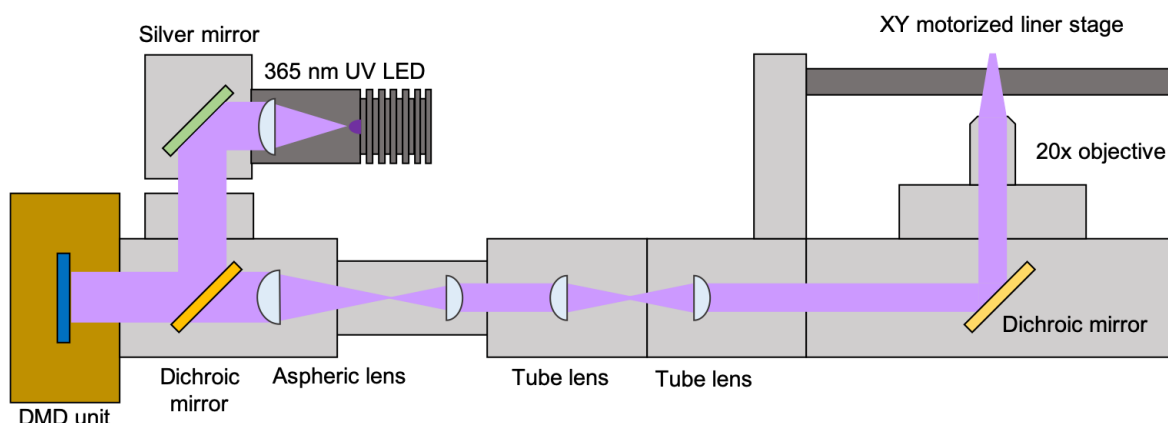 XY motorized liner stage
Silver mirror
365 nm UV LED
20x objective
Dichroic mirror
Dichroic
mirror
Aspheric lens
Tube lens
Tube lens
DMD unit